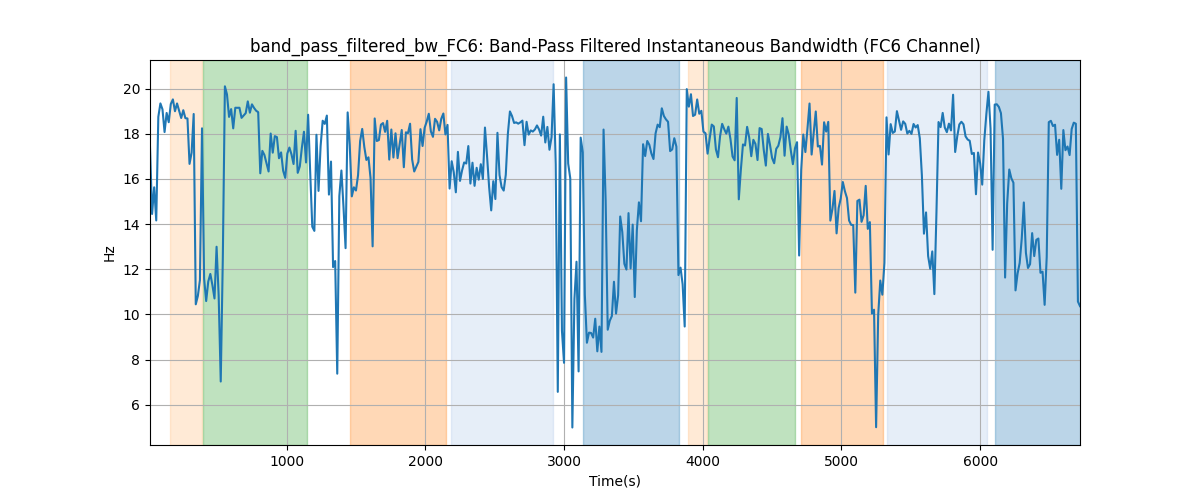 band_pass_filtered_bw_FC6: Band-Pass Filtered Instantaneous Bandwidth (FC6 Channel)
20
18
16
14
12
10
8
6
Hz
1000 2000 3000 4000 5000 6000
Time(s)